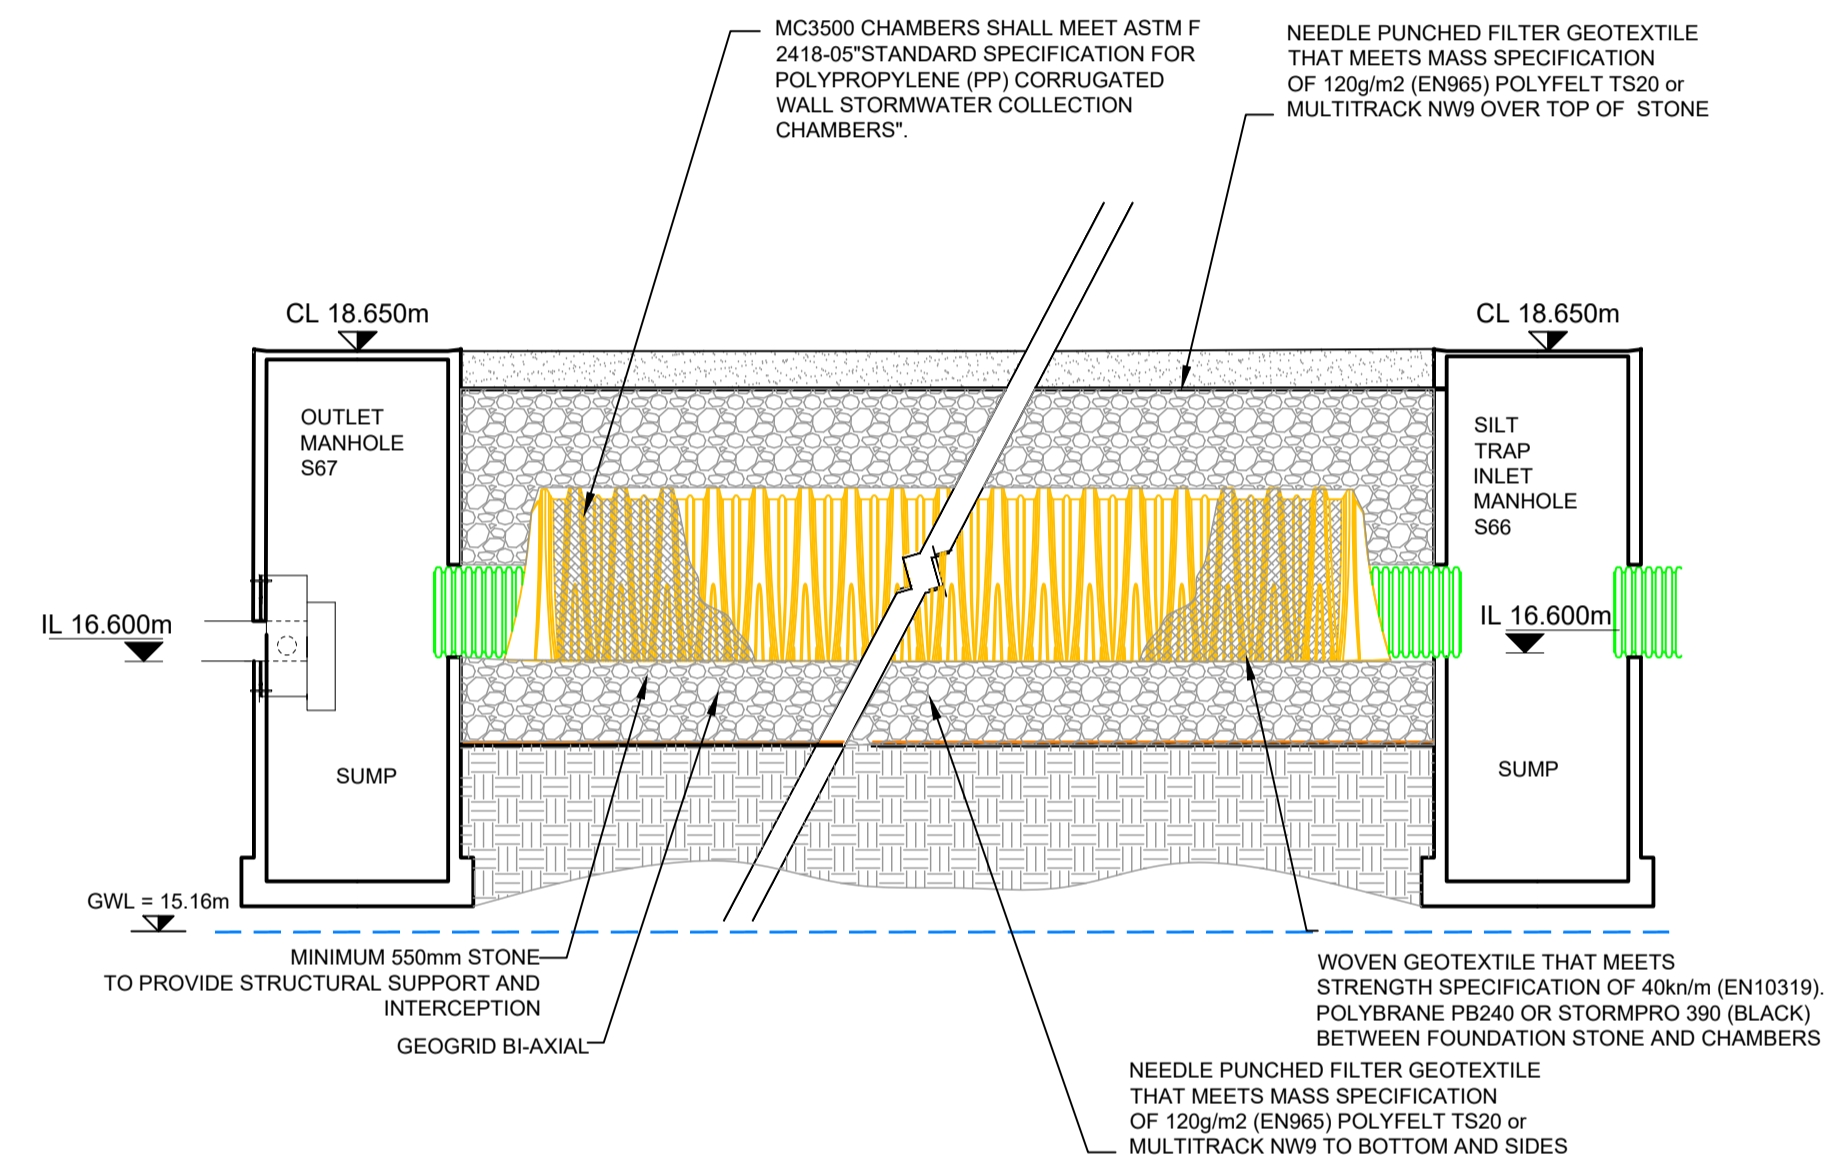 MC3500 CHAMBERS SHALL MEET ASTM F
2418-05"STANDARD SPECIFICATION FOR
POLYPROPYLENE (PP) CORRUGATED
WALL STORMWATER COLLECTION
CHAMBERS".
NEEDLE PUNCHED FILTER GEOTEXTILE
THAT MEETS MASS SPECIFICATION
OF 120g/m2 (EN965) POLYFELT TS20 or
MULTITRACK NW9 OVER TOP OF STONE
CL 18.650m
CL 18.650m
OUTLET
MANHOLE
S67
SILT
TRAP
INLET
MANHOLE
S66
IL 16.600m
IL 16.600m
SUMP
SUMP
GWL = 15.16m
MINIMUM 550mm STONE
TO PROVIDE STRUCTURAL SUPPORT AND
INTERCEPTION
GEOGRID BI-AXIAL
WOVEN GEOTEXTILE THAT MEETS
STRENGTH SPECIFICATION OF 40kn/m (EN10319).
POLYBRANE PB240 OR STORMPRO 390 (BLACK)
BETWEEN FOUNDATION STONE AND CHAMBERS
NEEDLE PUNCHED FILTER GEOTEXTILE
THAT MEETS MASS SPECIFICATION
OF 120g/m2 (EN965) POLYFELT TS20 or
MULTITRACK NW9 TO BOTTOM AND SIDES